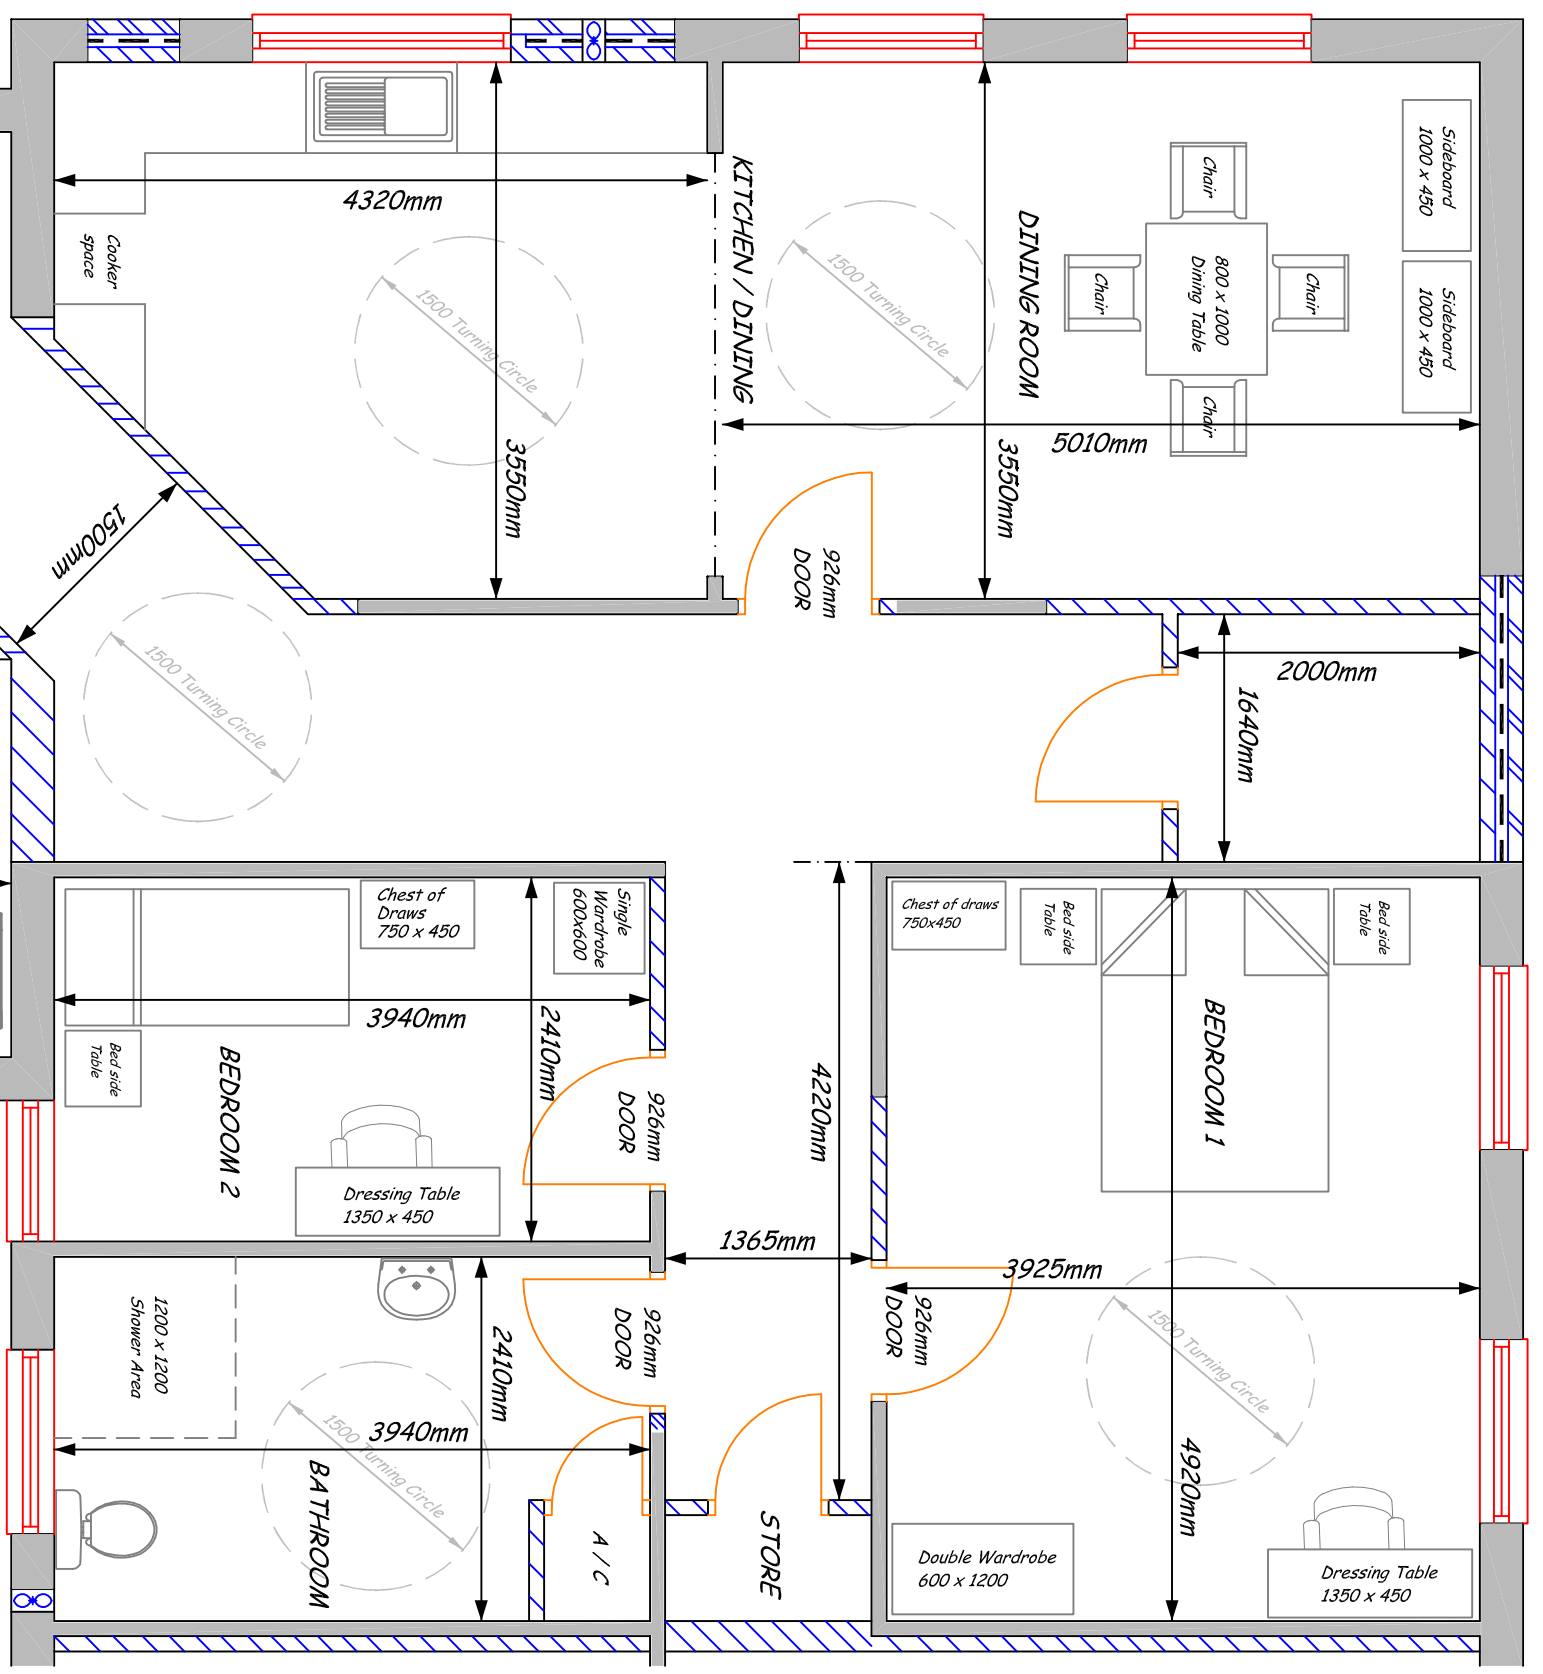 4320mm
KITCHEN / DINING
DINING ROOM
Cooker
space
1500 Turning Circle
1500 Turning Circle
Chair
Chair
800 x 1000
Dining Table
Chair
Chair
Sideboard
1000 x 450
Sideboard
1000 x 450
3550mm
3550mm
5010mm
1500mm
926mm
DOOR
1500 Turning Circle
2000mm
1640mm
Chest of
Draws
750 x 450
Single
Wardrobe
600x600
3940mm
2410mm
BEDROOM 2
Bed side
Table
926mm
DOOR
Dressing Table
1350 x 450
4220mm
1365mm
Chest of draws
750x450
Bed side
Table
Bed side
Table
BEDROOM 1
3925mm
926mm
DOOR
1500 Turning Circle
4920mm
1200 x 1200
Shower Area
2410mm
926mm
DOOR
3940mm
1500 Turning Circle
BATHROOM
A / C
STORE
Double Wardrobe
600 x 1200
Dressing Table
1350 x 450